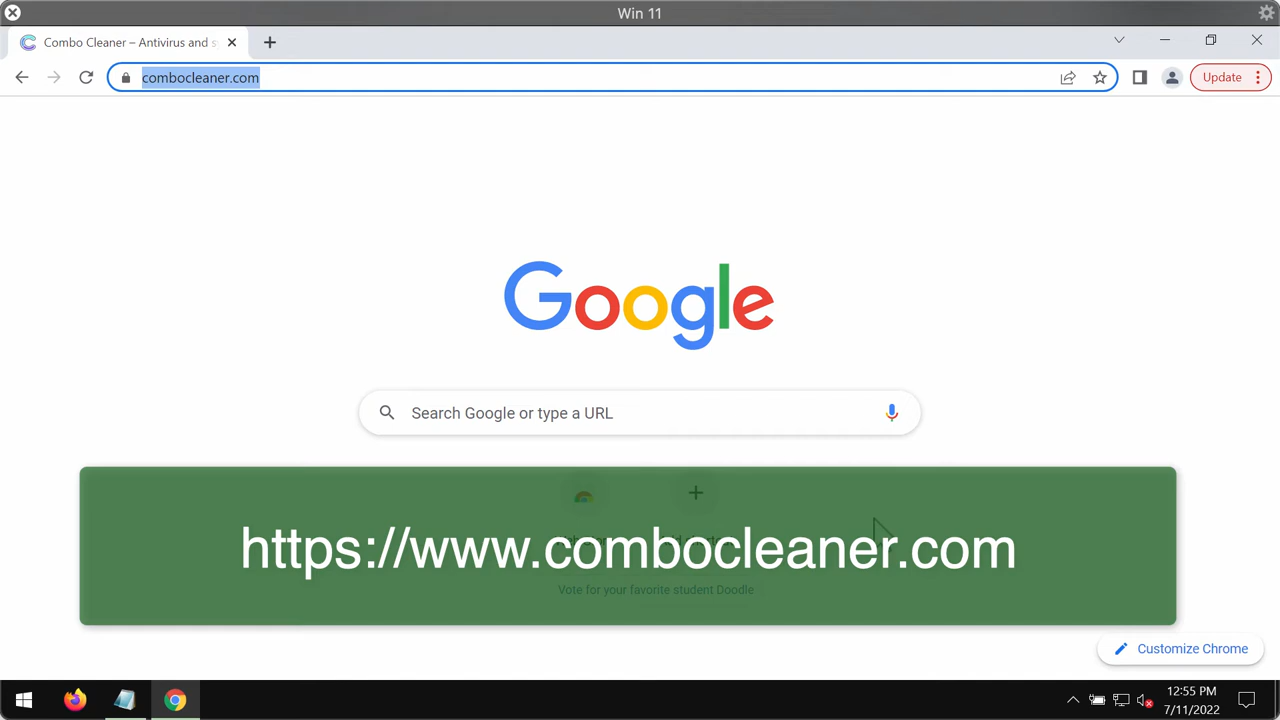 Win 11
Combo Cleaner – Antivirus and s
combocleaner.com
Update
Google
Search Google or type a URL
https://www.combocleaner.com
Vote for your favorite student Doodle
Customize Chrome
12:55 PM
7/11/2022